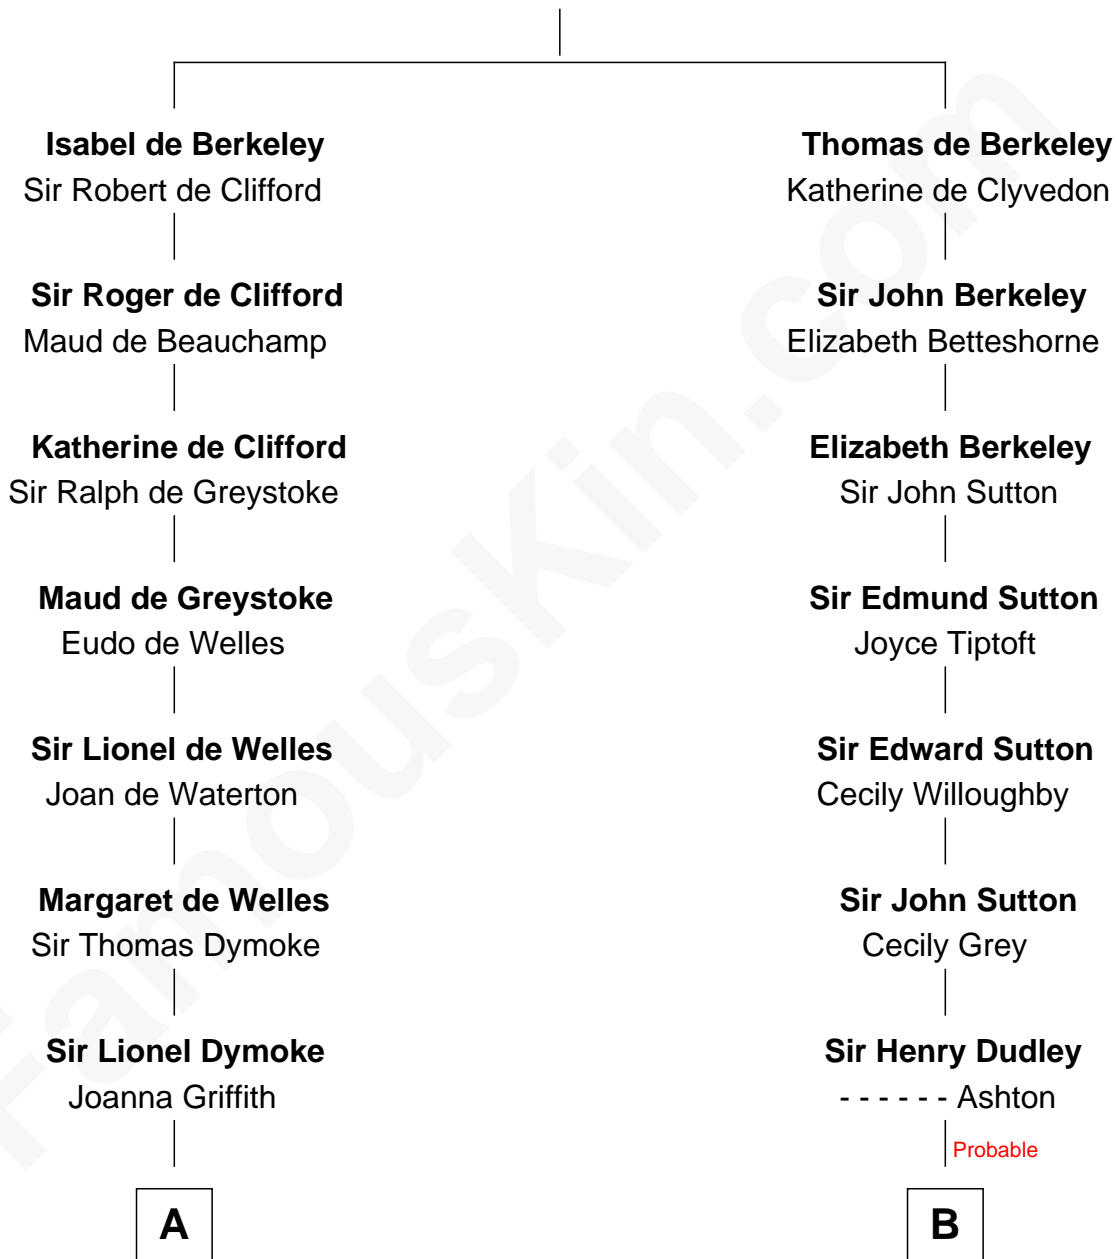 Isabel de Berkeley
Sir Robert de Clifford
Sir Roger de Clifford
Maud de Beauchamp
Katherine de Clifford
Sir Ralph de Greystoke
Maud de Greystoke
Eudo de Welles
Sir Lionel de Welles
Joan de Waterton
Margaret de Welles
Sir Thomas Dymoke
Sir Lionel Dymoke
Joanna Griffith
A
Thomas de Berkeley
Katherine de Clyvedon
Sir John Berkeley
Elizabeth Betteshorne
Elizabeth Berkeley
Sir John Sutton
Sir Edmund Sutton
Joyce Tiptoft
Sir Edward Sutton
Cecily Willoughby
Sir John Sutton
Cecily Grey
Sir Henry Dudley
- - - - - - Ashton
Probable
B
FamousKin.com